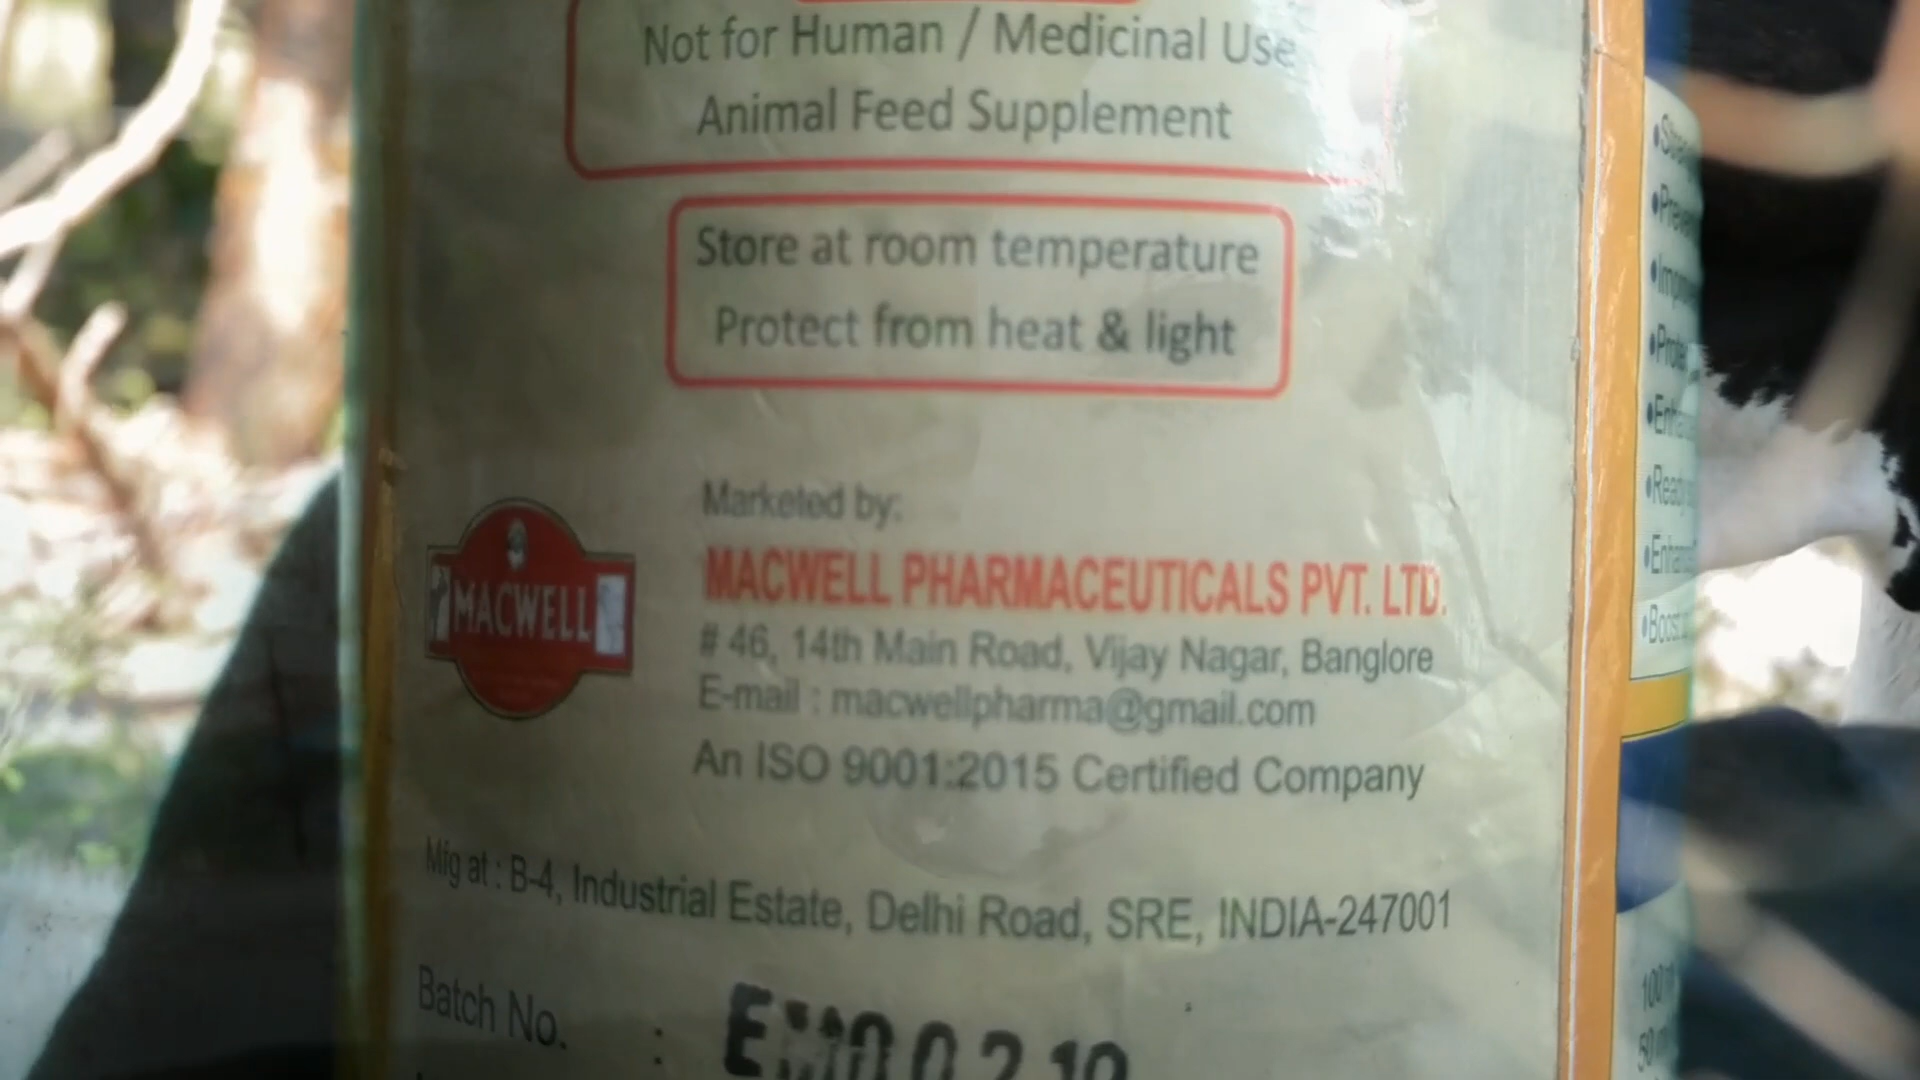 Not for Human / Medicinal Use
Animal Feed Supplement
Store at room temperature
Protect from heat & light
Marketed by:
MACWELL
MACWELL PHARMACEUTICALS PVT. LTD.
# 46, 14th Main Road, Vijay Nagar, Banglore
E-mail : macwellpharma@gmail.com
An ISO 9001:2015 Certified Company
Mfg at : B-4, Industrial Estate, Delhi Road, SRE, INDIA-247001
Batch No. :